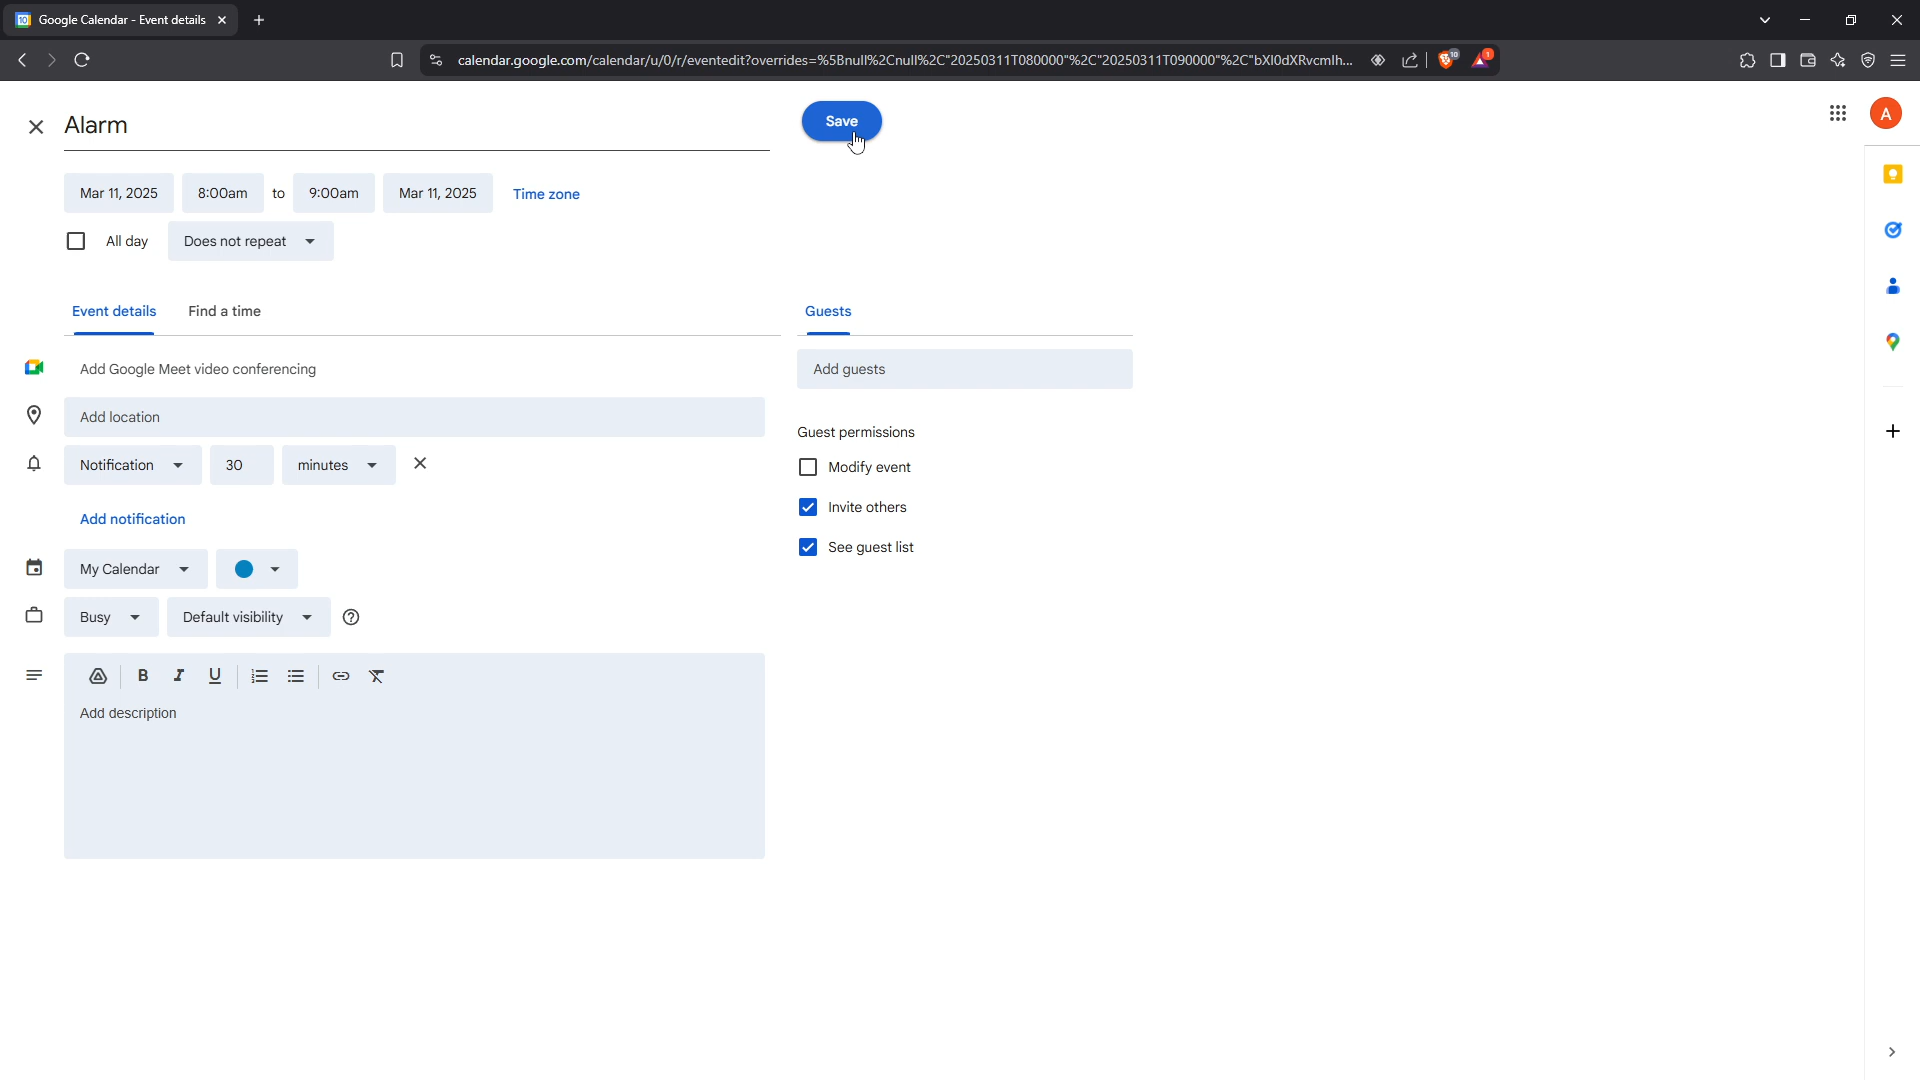 Google Calendar - Event details
calendar.google.com/calendar/u/0/r/eventedit?overrides=%5Bnull%2Cnull%2C"20250311T080000"%2C"20250311T090000"%2C"bXl0dXRvcmlh...
10
1
Alarm
Save
A
Mar 11, 2025 8:00am to 9:00am Mar 11, 2025 Time zone
All day Does not repeat
Event details Find a time
Guests
Add Google Meet video conferencing
Add guests
Add location
Guest permissions
Notification 30 minutes
Modify event
Invite others
Add notification
See guest list
My Calendar
Busy Default visibility
B I U
Add description